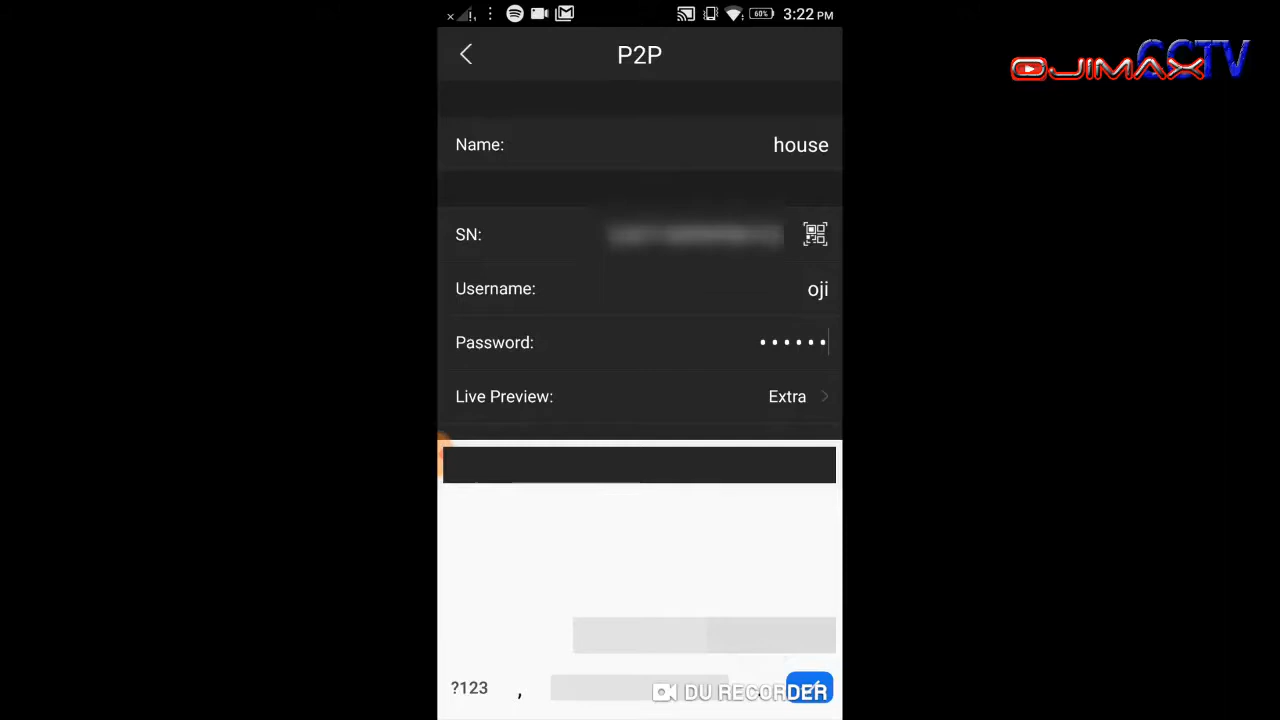 60% 3:22 PM
P2P
OJIMAX CCTV
Name: house
SN:
Username: oji
Password: ••••••
Live Preview: Extra
?123 , .
DU RECORDER